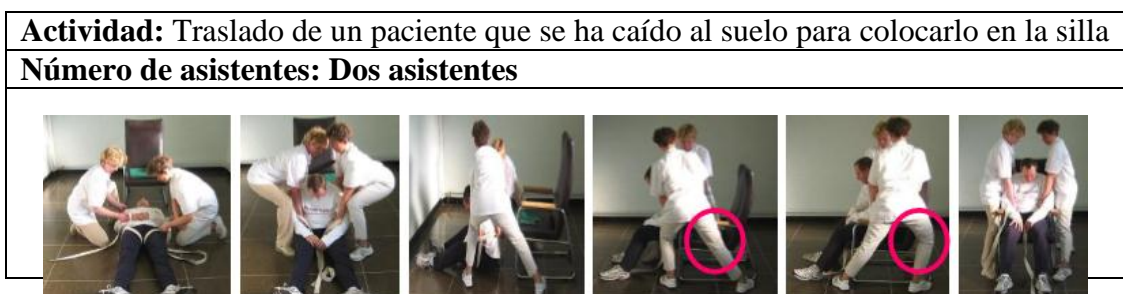 Actividad: Traslado de un paciente que se ha caído al suelo para colocarlo en la silla
Número de asistentes: Dos asistentes